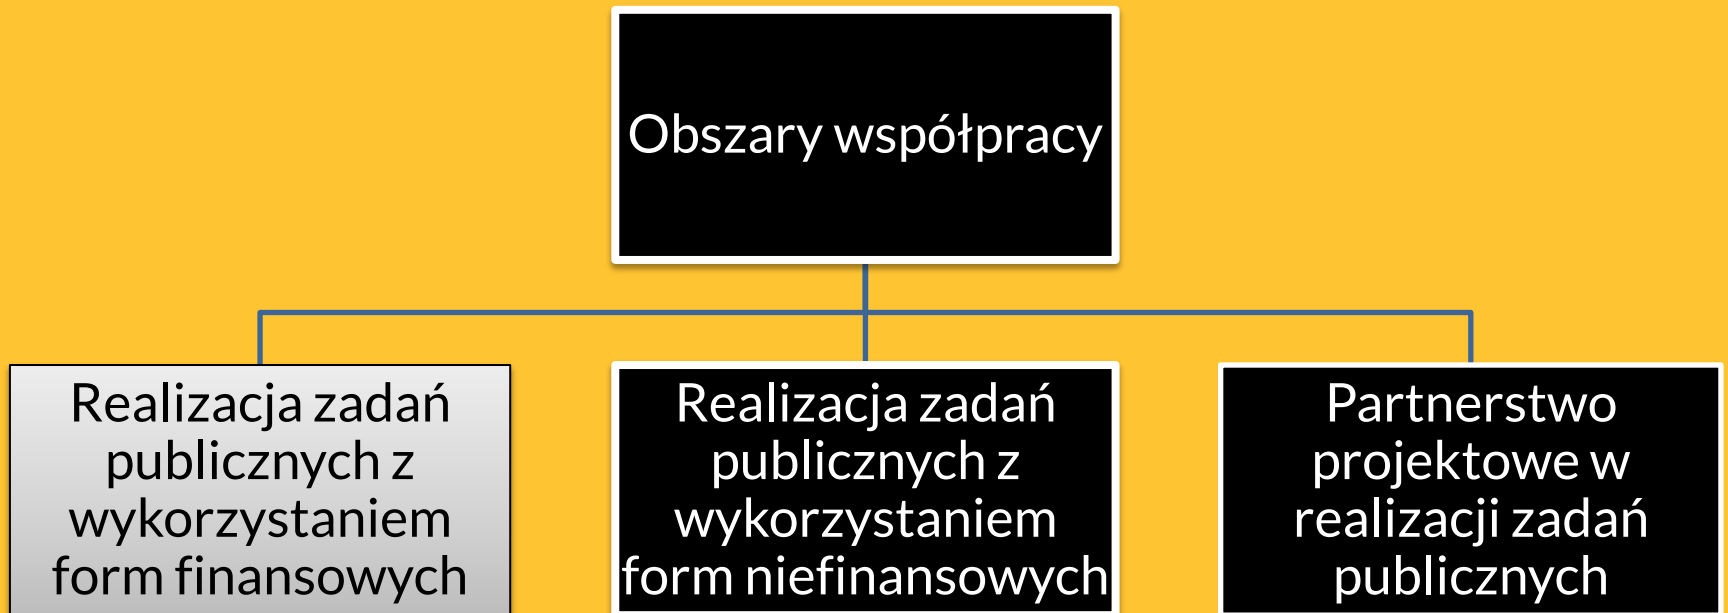 Obszary współpracy
Realizacja zadań
publicznych z
wykorzystaniem
form finansowych
Realizacja zadań
publicznych z
wykorzystaniem
form niefinansowych
Partnerstwo
projektowe w
realizacji zadań
publicznych